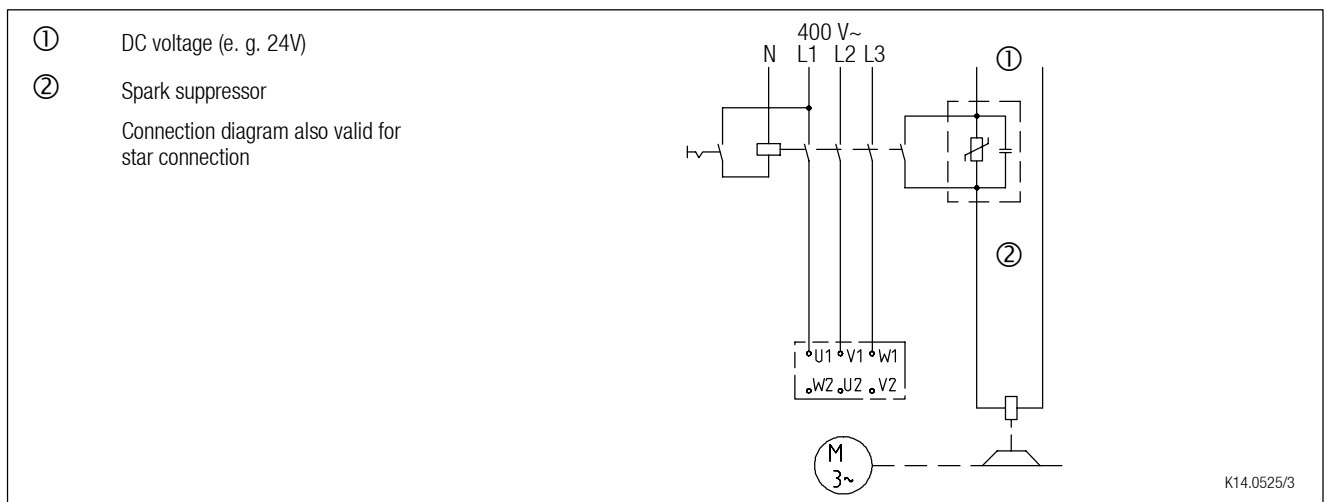 ① DC voltage (e. g. 24V)
② Spark suppressor
Connection diagram also valid for
star connection
400 V~
N L1 L2 L3
①
②
U1 V1 W1
W2 U2 V2
M
3~
K14.0525/3